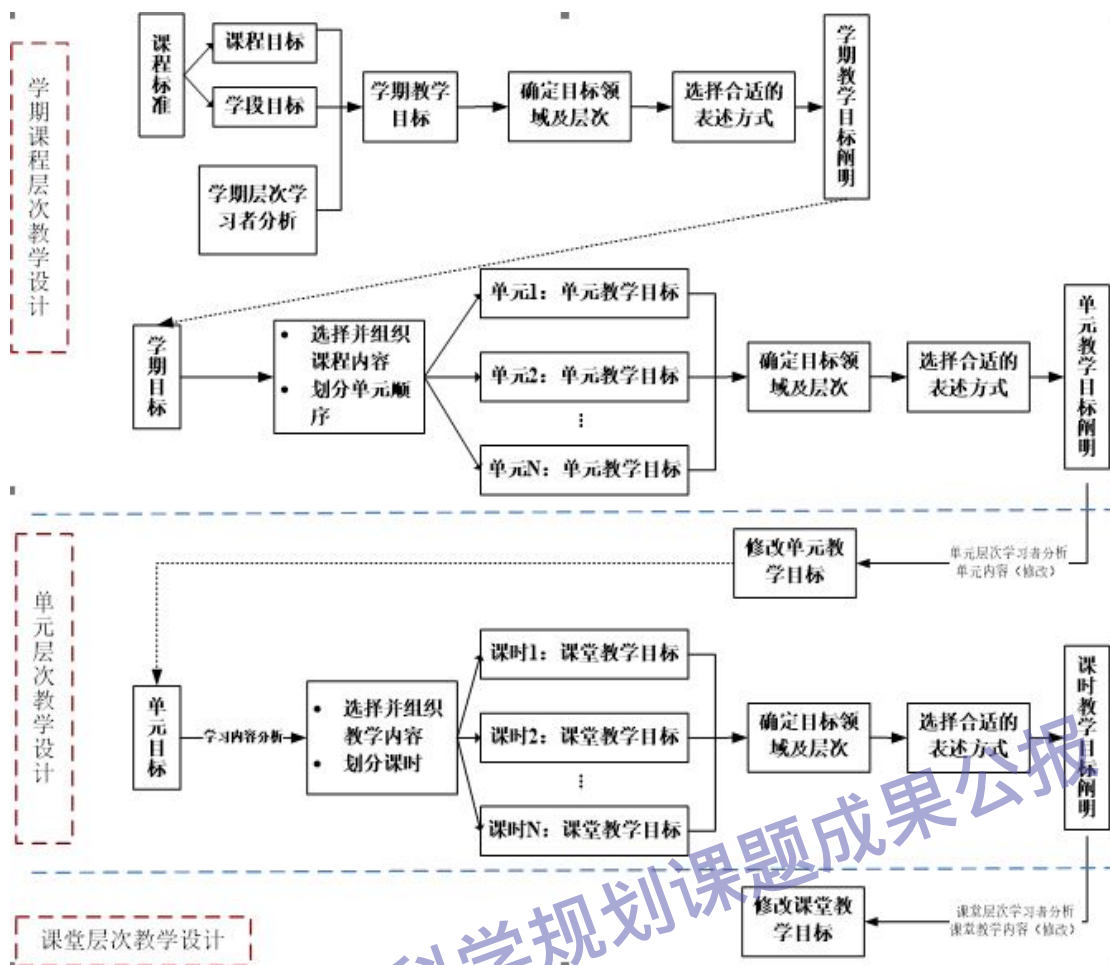 学期课程层次教学设计
课程标准
课程目标
学段目标
学期层次学
习者分析
学期教学
目标
确定目标领
域及层次
选择合适的
表述方式
学期教学目标阐明
学期目标
• 选择并组织
课程内容
• 划分单元顺
序
单元1：单元教学目标
单元2：单元教学目标
⋮
单元N：单元教学目标
确定目标领
域及层次
选择合适的
表述方式
单元教学目标阐明
单元层次教学设计
修改单元教
学目标
单元层次学习者分析
单元内容（修改）
单元目标
学习内容分析
• 选择并组织
教学内容
• 划分课时
课时1：课堂教学目标
课时2：课堂教学目标
⋮
课时N：课堂教学目标
确定目标领
域及层次
选择合适的
表述方式
课时教学目标阐明
课堂层次教学设计
修改课堂教
学目标
课堂层次学习者分析
课堂教学内容（修改）
科学规划课题成果公报